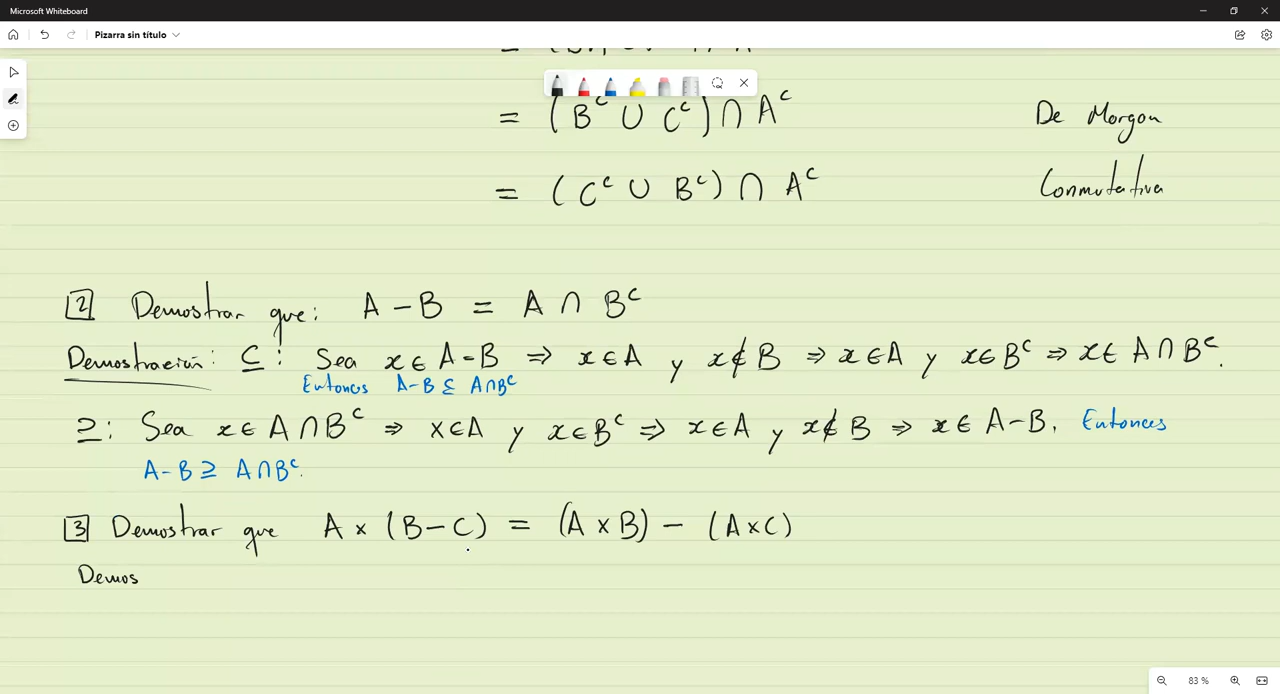 Microsoft Whiteboard
Pizarra sin título
= (B^c ∪ C^c) ∩ A^c De Morgan
= (C^c ∪ B^c) ∩ A^c Conmutativa
2 Demostrar que: A - B = A ∩ B^c
Demostración: ⊆: Sea x ∈ A-B ⇒ x ∈ A y x ∉ B ⇒ x ∈ A y x ∈ B^c ⇒ x ∈ A ∩ B^c.
Entonces A-B ⊆ A∩B^c
⊇: Sea x ∈ A ∩ B^c ⇒ x ∈ A y x ∈ B^c ⇒ x ∈ A y x ∉ B ⇒ x ∈ A-B. Entonces
A-B ⊇ A∩B^c.
3 Demostrar que A × (B-C) = (A × B) - (A × C)
Demos
83 %